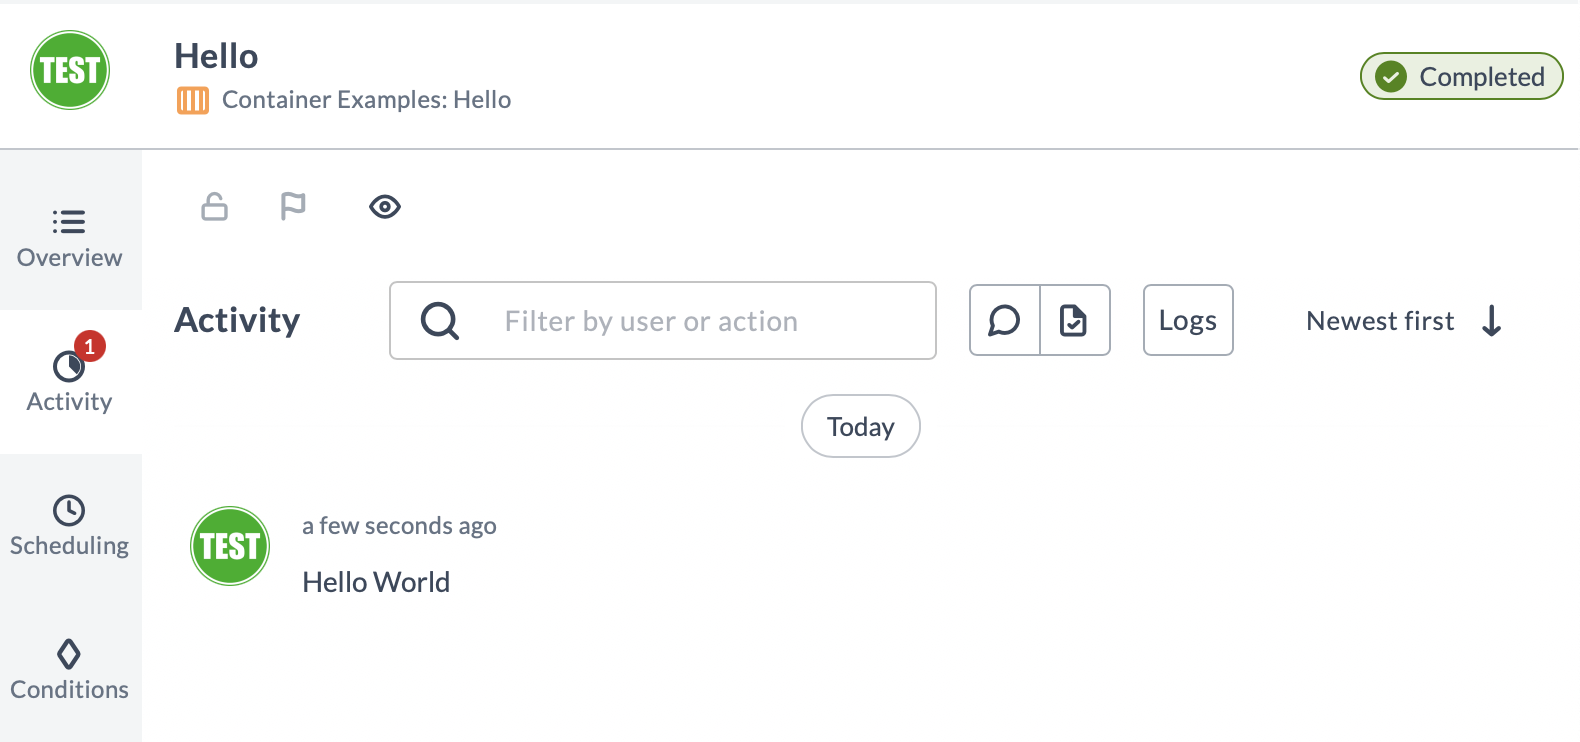 TEST
Hello
Container Examples: Hello
Completed
Overview
1
Activity
Scheduling
Conditions
Activity
Filter by user or action
Logs
Newest first
Today
TEST
a few seconds ago
Hello World